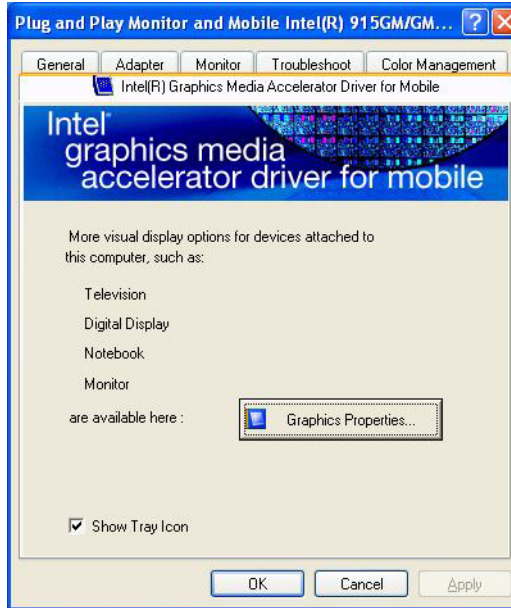 Plug and Play Monitor and Mobile Intel(R) 915GM/GM... ?
General Adapter Monitor Troubleshoot Color Management
Intel(R) Graphics Media Accelerator Driver for Mobile
Intel®
graphics media
accelerator driver for mobile
More visual display options for devices attached to
this computer, such as:
Television
Digital Display
Notebook
Monitor
are available here : Graphics Properties...
Show Tray Icon
OK Cancel Apply